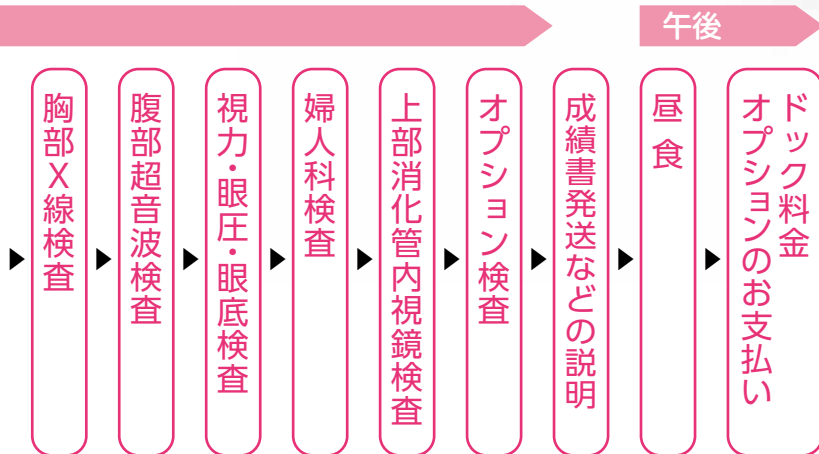 午後
胸部X線検査
腹部超音波検査
視力・眼圧・眼底検査
婦人科検査
上部消化管内視鏡検査
オプション検査
成績書発送などの説明
昼食
ドック料金
オプションのお支払い